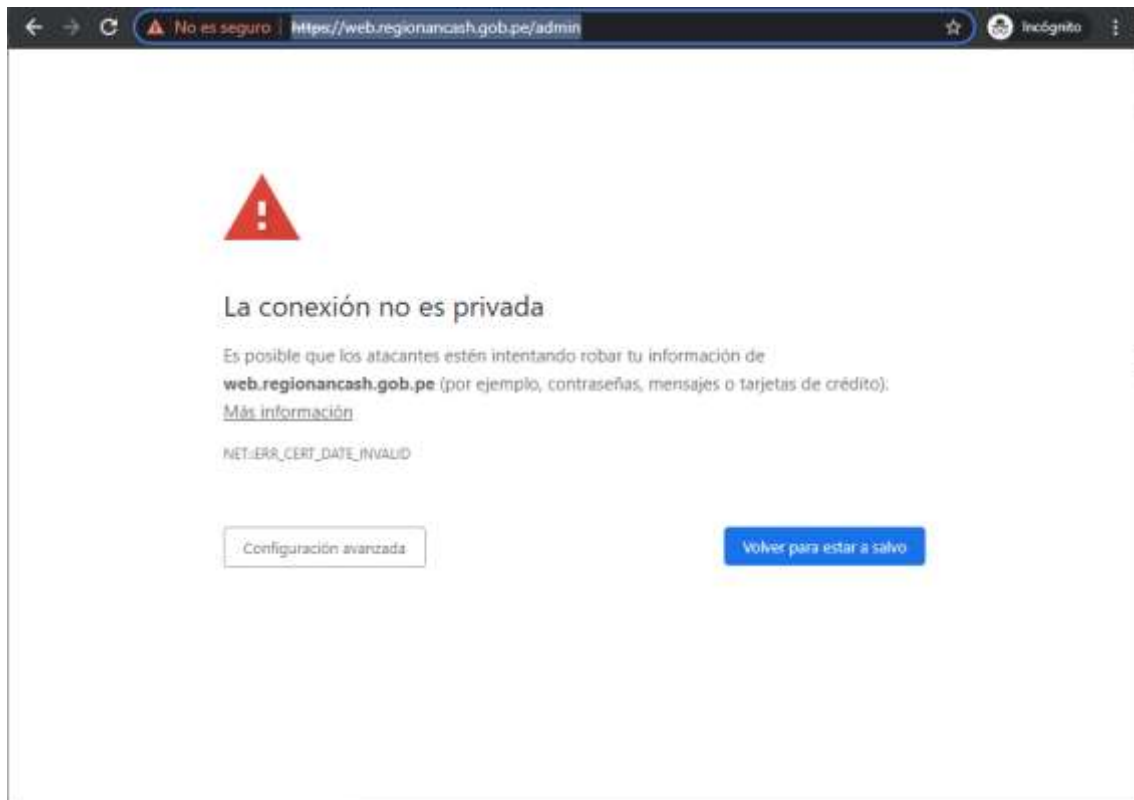 No es seguro | https://web.regionancash.gob.pe/admin
Incógnito
La conexión no es privada
Es posible que los atacantes estén intentando robar tu información de
web.regionancash.gob.pe (por ejemplo, contraseñas, mensajes o tarjetas de crédito).
Más información
NET::ERR_CERT_DATE_INVALID
Configuración avanzada
Volver para estar a salvo